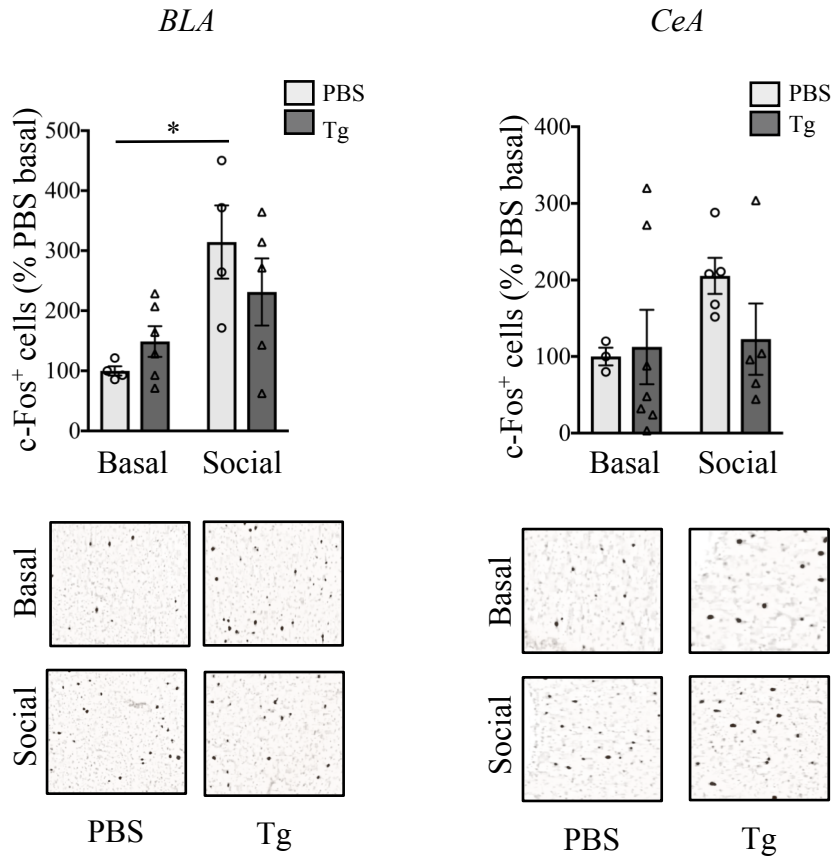 BLA
PBS
Tg
c-Fos⁺ cells (% PBS basal)
500
400
300
200
100
0
*
Basal Social
Basal
Social
PBS Tg
CeA
PBS
Tg
c-Fos⁺ cells (% PBS basal)
400
300
200
100
0
Basal Social
Basal
Social
PBS Tg